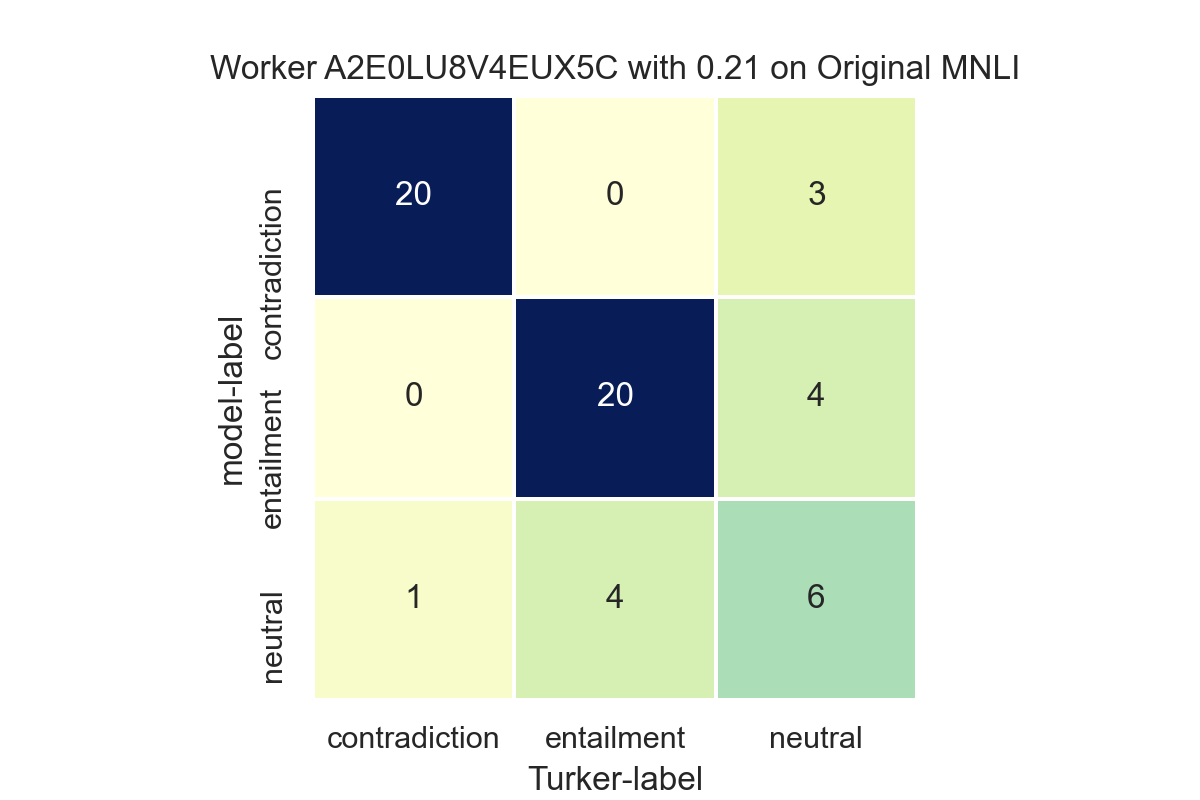 Worker A2E0LU8V4EUX5C with 0.21 on Original MNLI
model-label
contradiction
20 0 3
entailment
0 20 4
neutral
1 4 6
contradiction entailment neutral
Turker-label